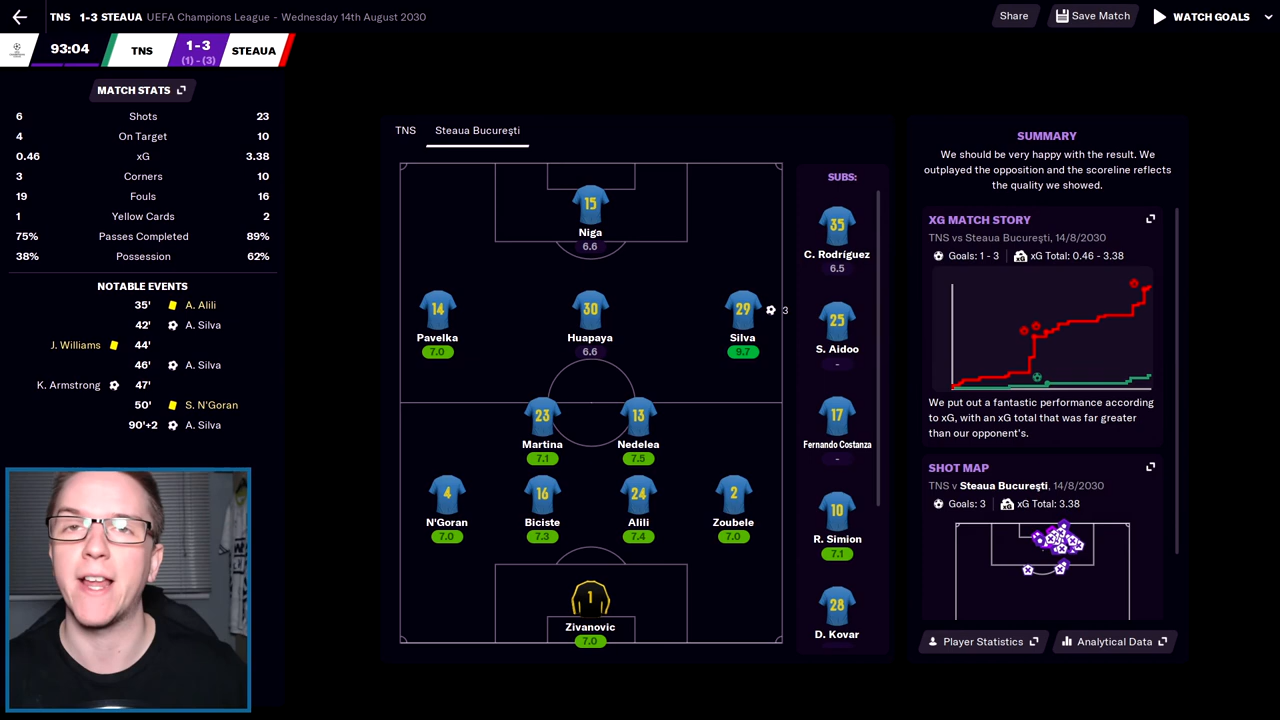 TNS 1-3 STEAUA UEFA Champions League - Wednesday 14th August 2030
Share
Save Match
WATCH GOALS
93:04
TNS
1-3
(1) - (3)
STEAUA
MATCH STATS
6 Shots 23
4 On Target 10
0.46 xG 3.38
3 Corners 10
19 Fouls 16
1 Yellow Cards 2
75% Passes Completed 89%
38% Possession 62%
NOTABLE EVENTS
35' A. Alili
42' A. Silva
J. Williams 44'
46' A. Silva
K. Armstrong 47'
50' S. N'Goran
90'+2 A. Silva
TNS Steaua Bucureşti
15
Niga
6.6
14 30 29 3
Pavelka Huapaya Silva
7.0 6.6 9.7
23 13
Martina Nedelea
7.1 7.5
4 16 24 2
N'Goran Biciste Alili Zoubele
7.0 7.3 7.4 7.0
1
Zivanovic
7.0
SUBS:
35
C. Rodríguez
6.5
25
S. Aidoo
-
17
Fernando Costanza
-
10
R. Simion
7.1
28
D. Kovar
SUMMARY
We should be very happy with the result. We
outplayed the opposition and the scoreline reflects
the quality we showed.
XG MATCH STORY
TNS vs Steaua Bucureşti, 14/8/2030
Goals: 1 - 3 xG Total: 0.46 - 3.38
We put out a fantastic performance according
to xG, with an xG total that was far greater
than our opponent's.
SHOT MAP
TNS v Steaua Bucureşti, 14/8/2030
Goals: 3 xG Total: 3.38
Player Statistics
Analytical Data